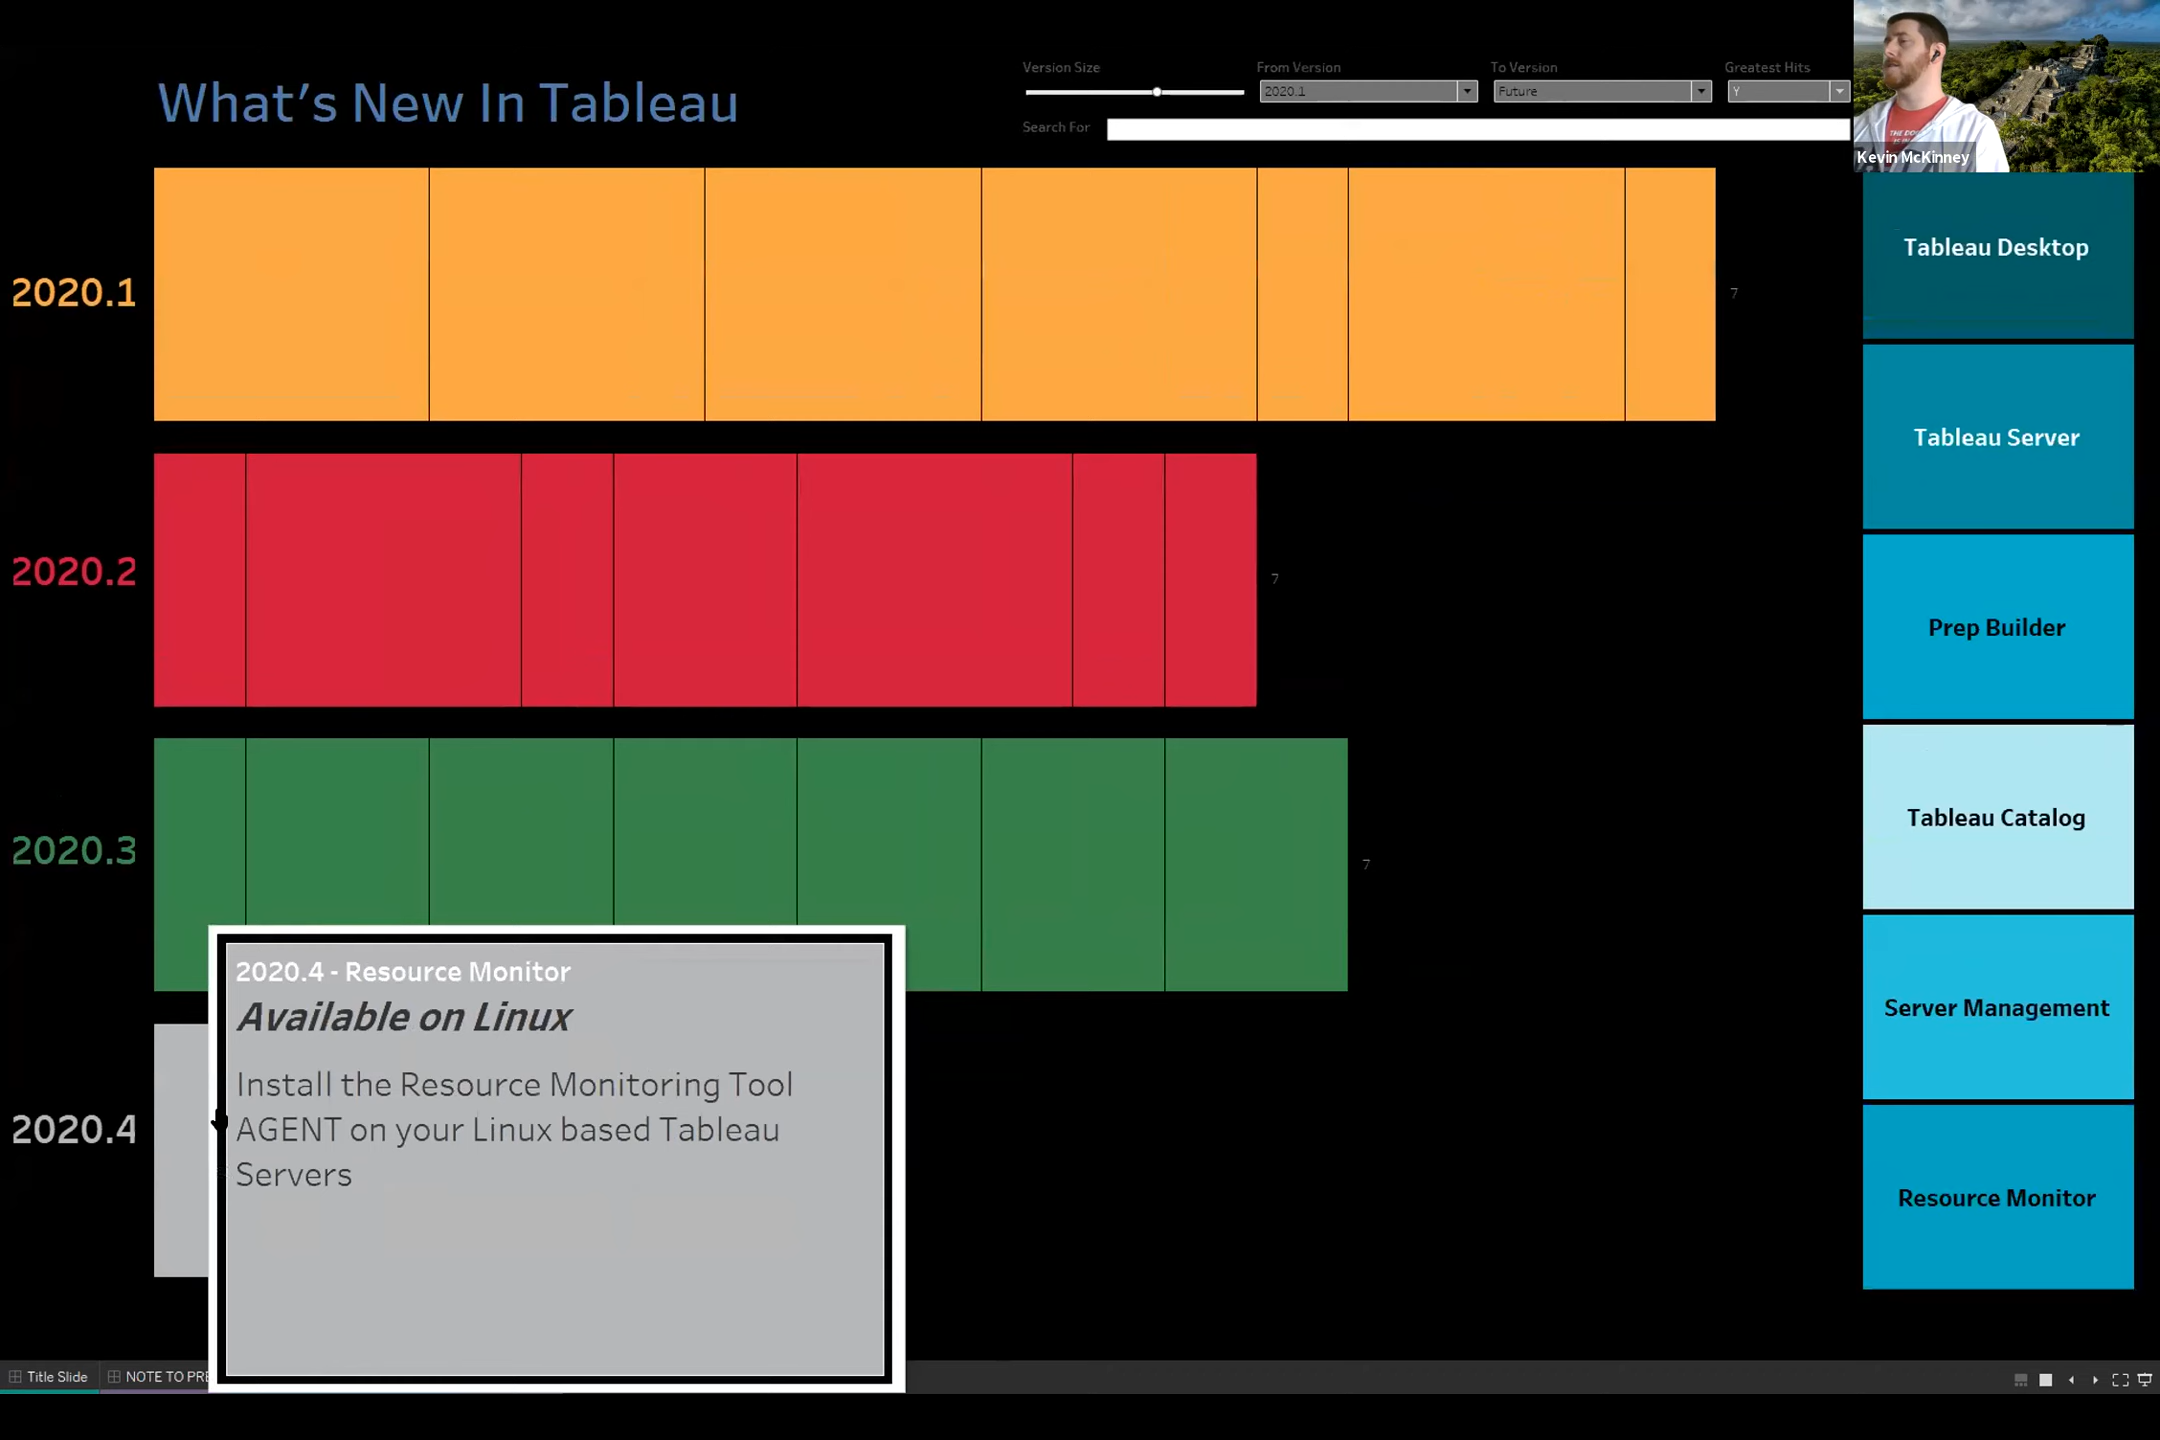 What's New In Tableau
Version Size
From Version
To Version
Greatest Hits
2020.1
Future
Y
Search For
Kevin McKinney
2020.1
7
2020.2
7
2020.3
7
2020.4
2020.4 - Resource Monitor
Available on Linux
Install the Resource Monitoring Tool
AGENT on your Linux based Tableau
Servers
Tableau Desktop
Tableau Server
Prep Builder
Tableau Catalog
Server Management
Resource Monitor
Title Slide
NOTE TO PRE